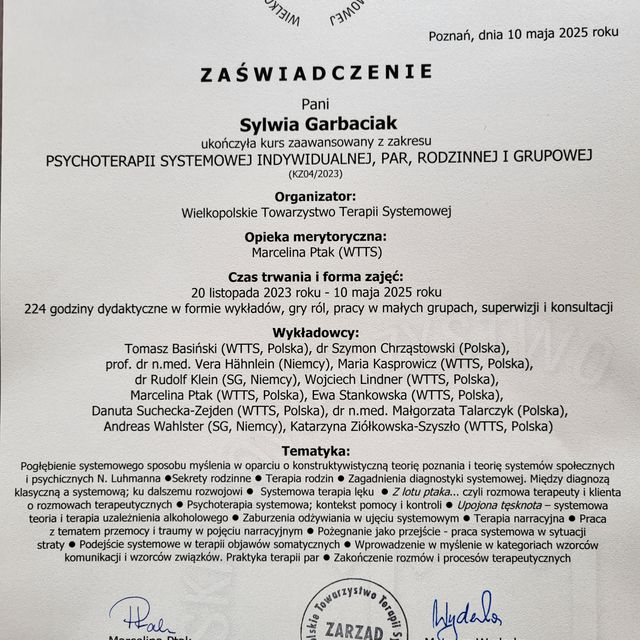 WIELKOP
MOWEJ
Poznań, dnia 10 maja 2025 roku
ZAŚWIADCZENIE
Pani
Sylwia Garbaciak
ukończyła kurs zaawansowany z zakresu
PSYCHOTERAPII SYSTEMOWEJ INDYWIDUALNEJ, PAR, RODZINNEJ I GRUPOWEJ
(KZ04/2023)
Organizator:
Wielkopolskie Towarzystwo Terapii Systemowej
Opieka merytoryczna:
Marcelina Ptak (WTTS)
Czas trwania i forma zajęć:
20 listopada 2023 roku - 10 maja 2025 roku
224 godziny dydaktyczne w formie wykładów, gry ról, pracy w małych grupach, superwizji i konsultacji
Wykładowcy:
Tomasz Basiński (WTTS, Polska), dr Szymon Chrząstowski (Polska),
prof. dr n.med. Vera Hähnlein (Niemcy), Maria Kasprowicz (WTTS, Polska),
dr Rudolf Klein (SG, Niemcy), Wojciech Lindner (WTTS, Polska),
Marcelina Ptak (WTTS, Polska), Ewa Stankowska (WTTS, Polska),
Danuta Suchecka-Zejden (WTTS, Polska), dr n.med. Małgorzata Talarczyk (Polska),
Andreas Wahlster (SG, Niemcy), Katarzyna Ziółkowska-Szyszło (WTTS, Polska)
Tematyka:
Pogłębienie systemowego sposobu myślenia w oparciu o konstruktywistyczną teorię poznania i teorię systemów społecznych
i psychicznych N. Luhmanna ●Sekrety rodzinne ● Terapia rodzin ● Zagadnienia diagnostyki systemowej. Między diagnozą
klasyczną a systemową; ku dalszemu rozwojowi ● Systemowa terapia lęku ● Z lotu ptaka... czyli rozmowa terapeuty i klienta
o rozmowach terapeutycznych ● Psychoterapia systemowa; kontekst pomocy i kontroli ● Upojona tęsknota – systemowa
teoria i terapia uzależnienia alkoholowego ● Zaburzenia odżywiania w ujęciu systemowym ● Terapia narracyjna ● Praca
z tematem przemocy i traumy w pojęciu narracyjnym ● Pożegnanie jako przejście - praca systemowa w sytuacji
straty ● Podejście systemowe w terapii objawów somatycznych ● Wprowadzenie w myślenie w kategoriach wzorców
komunikacji i wzorców związków. Praktyka terapii par ● Zakończenie rozmów i procesów terapeutycznych
Towarzystwo Terapii
ZARZĄD
Marcelina Ptak